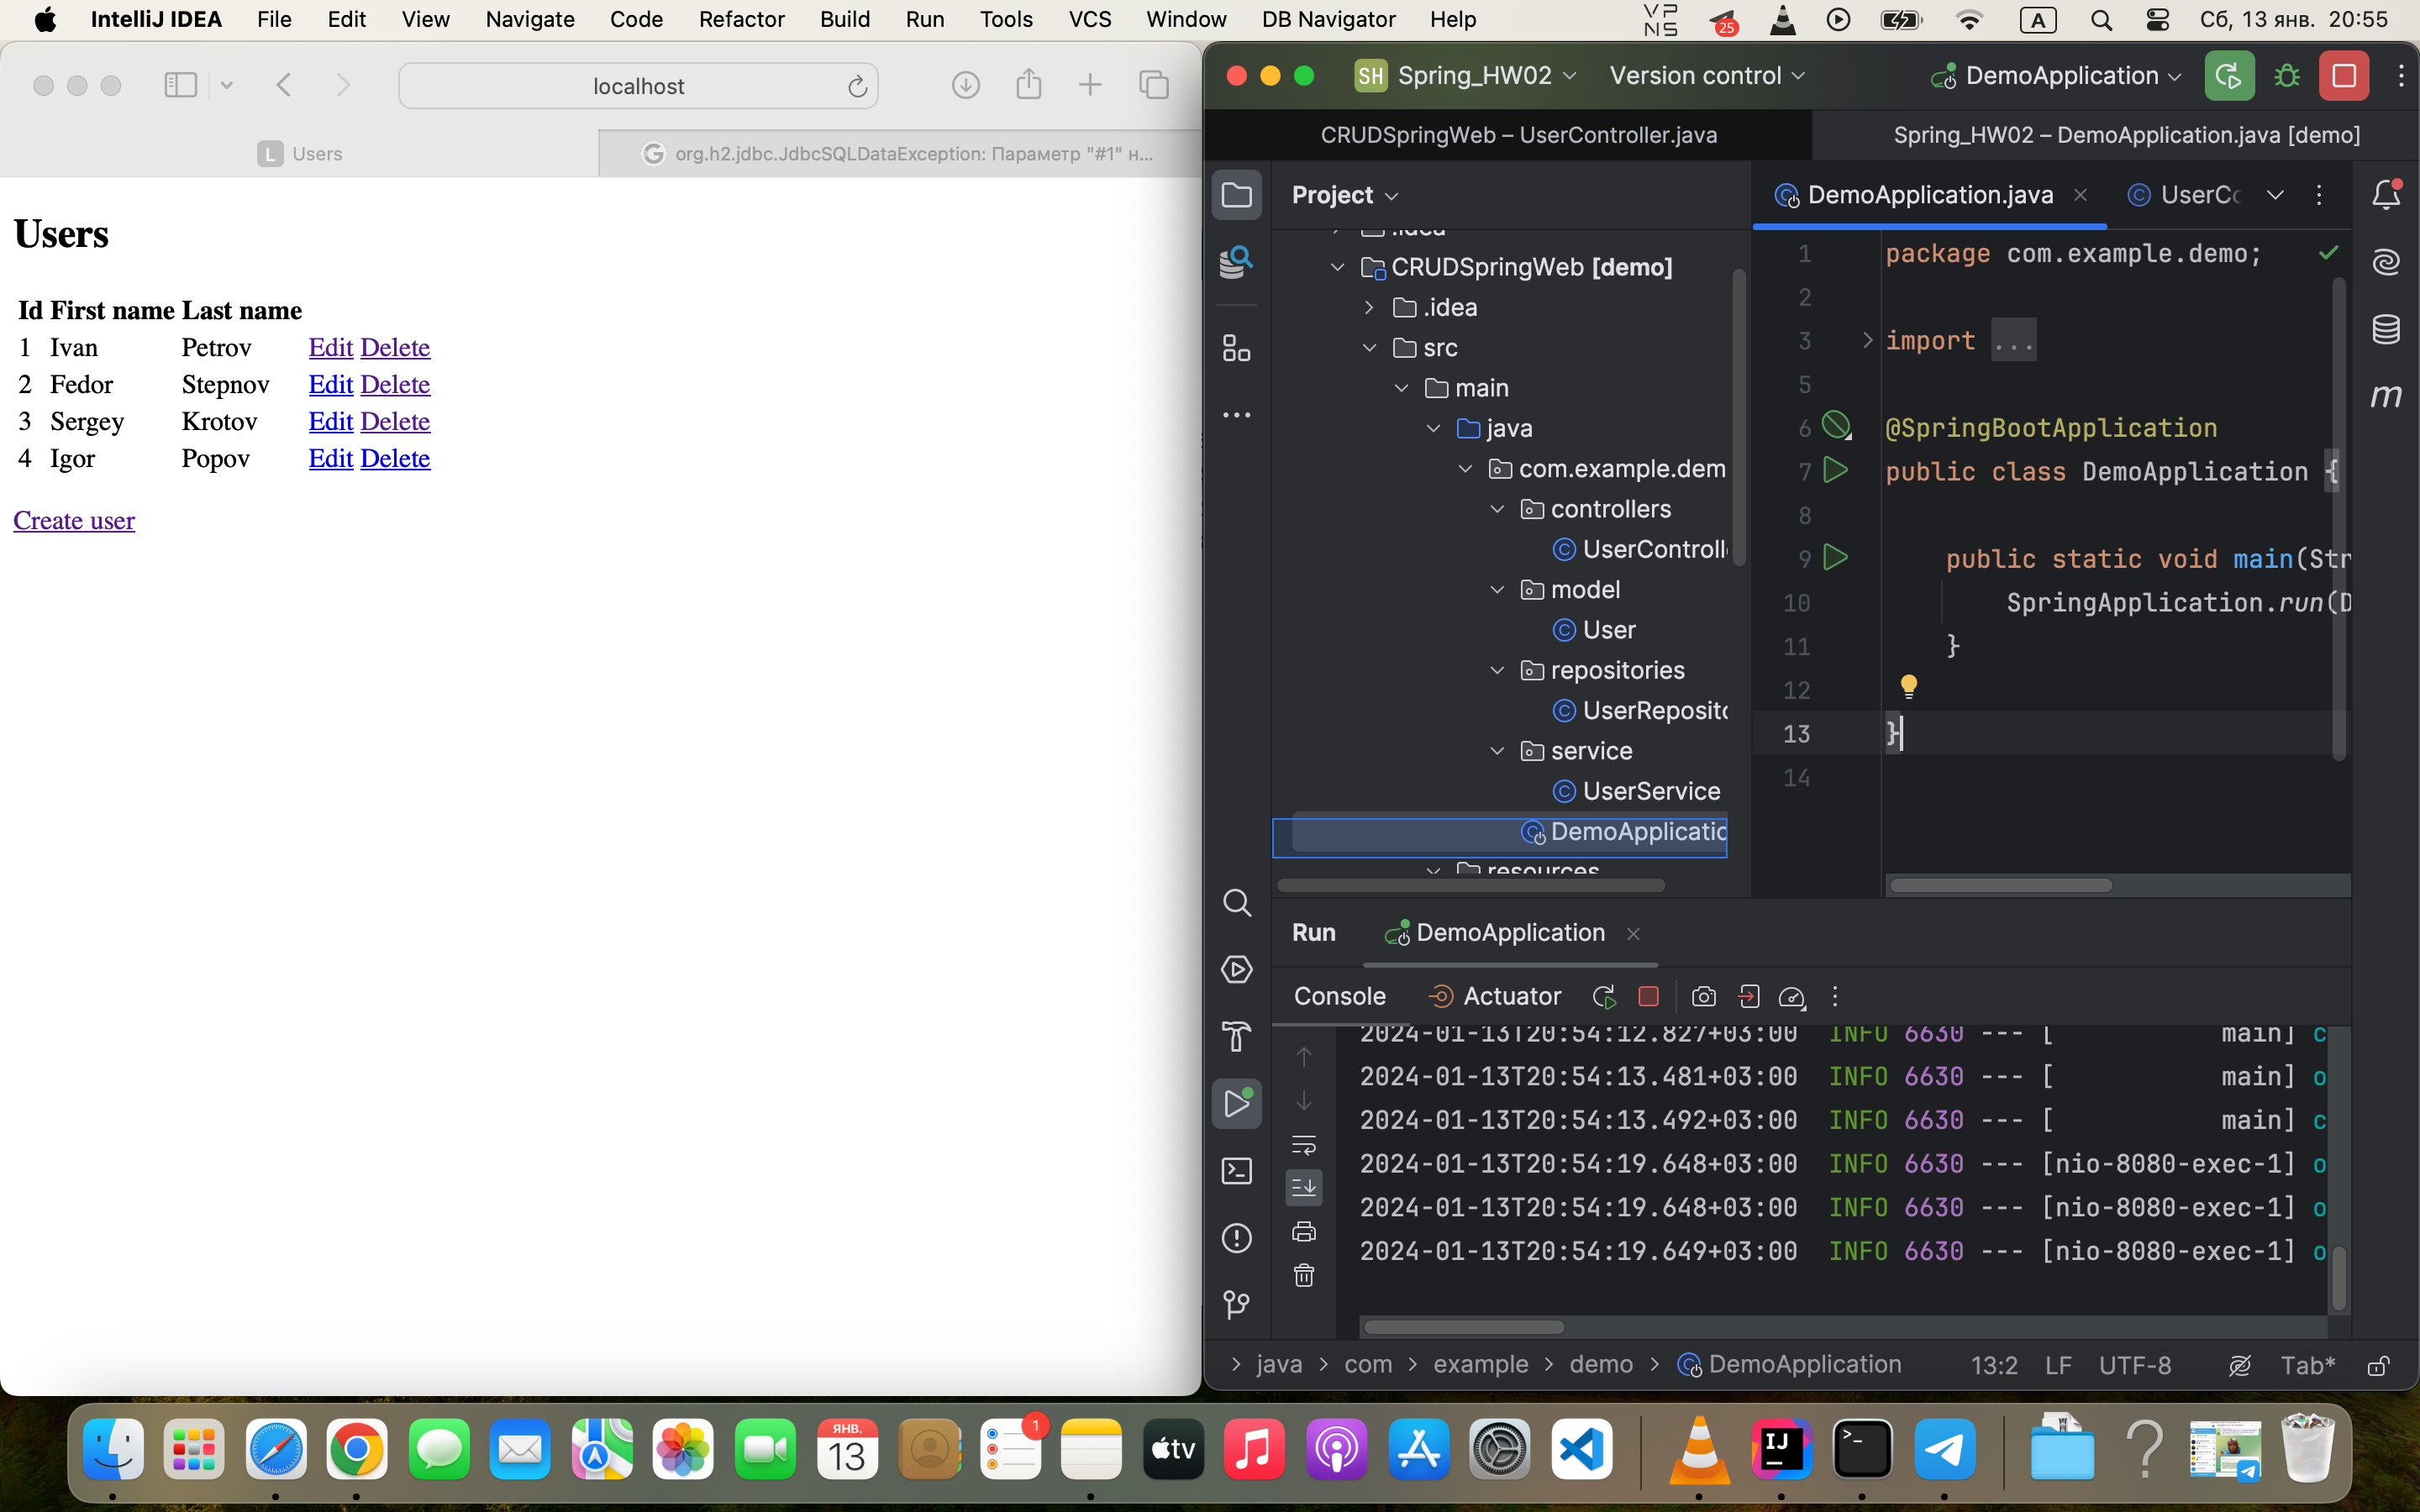 IntelliJ IDEA File Edit View Navigate Code Refactor Build Run Tools VCS Window DB Navigator Help VPNS 25 A Сб, 13 янв. 20:55
localhost
L Users
org.h2.jdbc.JdbcSQLDataException: Параметр "#1" н...
Users
Id First name Last name
1 Ivan Petrov Edit Delete
2 Fedor Stepnov Edit Delete
3 Sergey Krotov Edit Delete
4 Igor Popov Edit Delete
Create user
SH Spring_HW02 Version control DemoApplication
CRUDSpringWeb – UserController.java Spring_HW02 – DemoApplication.java [demo]
Project
.idea
CRUDSpringWeb [demo]
.idea
src
main
java
com.example.dem
controllers
UserControll
model
User
repositories
UserReposito
service
UserService
DemoApplicatio
resources
DemoApplication.java UserCo
1 package com.example.demo;
2
3 import ...
5
6 @SpringBootApplication
7 public class DemoApplication {
8
9 public static void main(Str
10 SpringApplication.run(D
11 }
12
13 }
14
m
Run DemoApplication
Console Actuator
2024-01-13T20:54:12.827+03:00 INFO 6630 --- [ main] c
2024-01-13T20:54:13.481+03:00 INFO 6630 --- [ main] o
2024-01-13T20:54:13.492+03:00 INFO 6630 --- [ main] c
2024-01-13T20:54:19.648+03:00 INFO 6630 --- [nio-8080-exec-1] o
2024-01-13T20:54:19.648+03:00 INFO 6630 --- [nio-8080-exec-1] o
2024-01-13T20:54:19.649+03:00 INFO 6630 --- [nio-8080-exec-1] o
> java > com > example > demo > DemoApplication 13:2 LF UTF-8 Tab*
ЯНВ.
13
1
tv
IJ